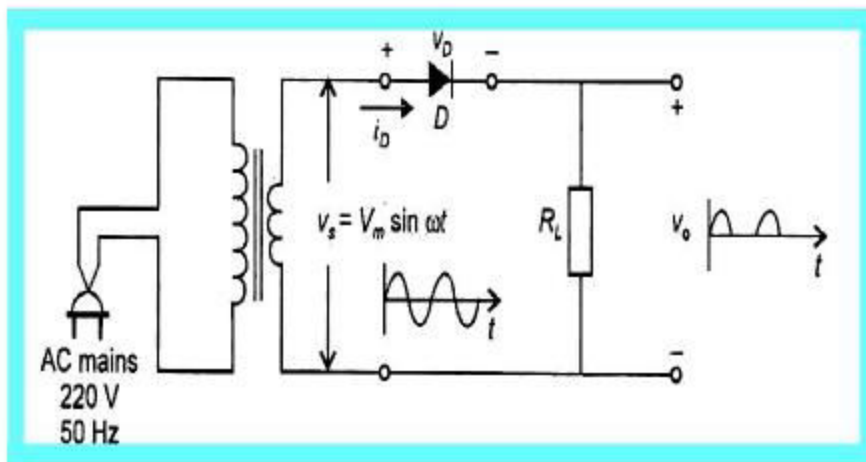 + v_D −
i_D D
v_s = V_m sin ωt
R_L
+
v_o
t
t
−
AC mains
220 V
50 Hz